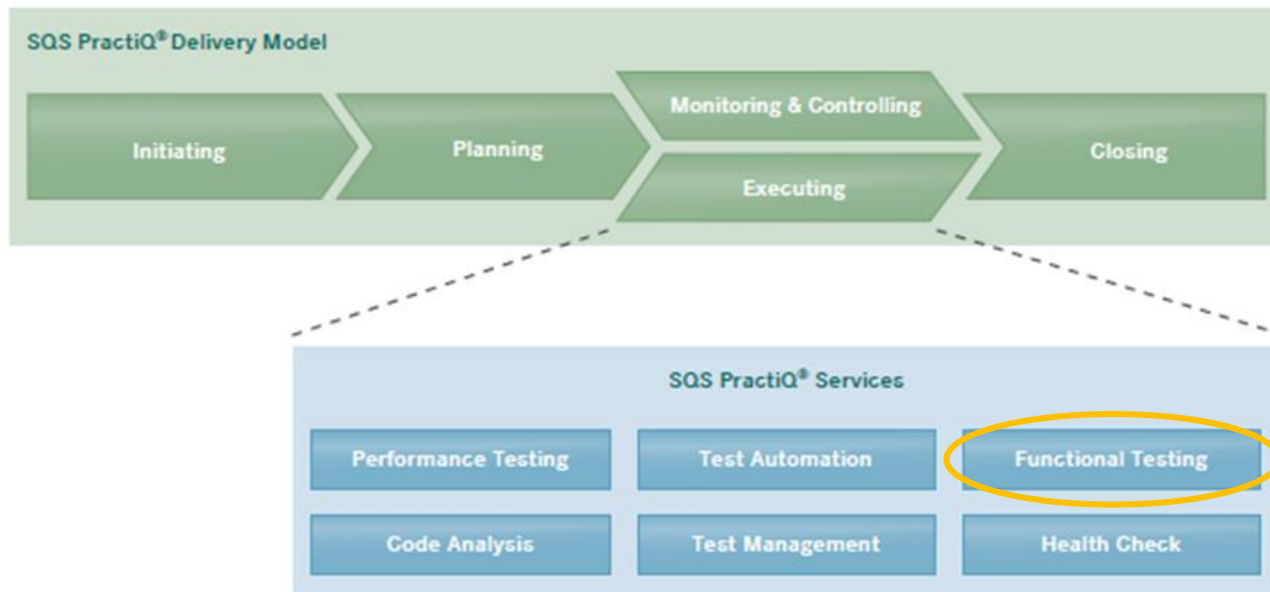 SQS PractiQ® Delivery Model
Initiating
Planning
Monitoring & Controlling
Executing
Closing
SQS PractiQ® Services
Performance Testing
Test Automation
Functional Testing
Code Analysis
Test Management
Health Check